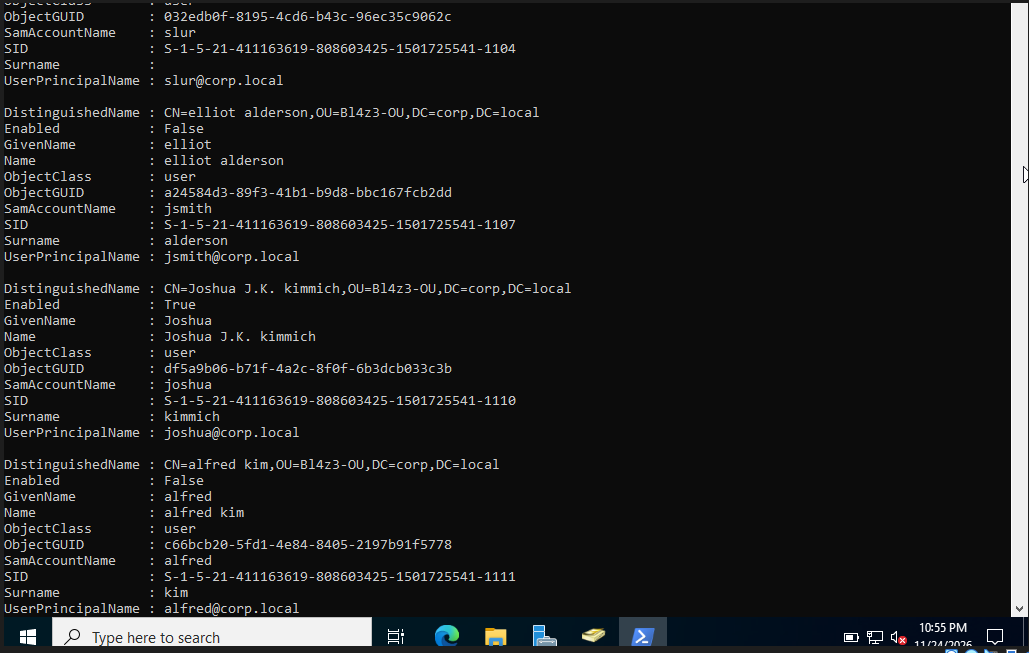 ObjectClass : user
ObjectGUID : 032edb0f-8195-4cd6-b43c-96ec35c9062c
SamAccountName : slur
SID : S-1-5-21-411163619-808603425-1501725541-1104
Surname :
UserPrincipalName : slur@corp.local
DistinguishedName : CN=elliot alderson,OU=Bl4z3-OU,DC=corp,DC=local
Enabled : False
GivenName : elliot
Name : elliot alderson
ObjectClass : user
ObjectGUID : a24584d3-89f3-41b1-b9d8-bbc167fcb2dd
SamAccountName : jsmith
SID : S-1-5-21-411163619-808603425-1501725541-1107
Surname : alderson
UserPrincipalName : jsmith@corp.local
DistinguishedName : CN=Joshua J.K. kimmich,OU=Bl4z3-OU,DC=corp,DC=local
Enabled : True
GivenName : Joshua
Name : Joshua J.K. kimmich
ObjectClass : user
ObjectGUID : df5a9b06-b71f-4a2c-8f0f-6b3dcb033c3b
SamAccountName : joshua
SID : S-1-5-21-411163619-808603425-1501725541-1110
Surname : kimmich
UserPrincipalName : joshua@corp.local
DistinguishedName : CN=alfred kim,OU=Bl4z3-OU,DC=corp,DC=local
Enabled : False
GivenName : alfred
Name : alfred kim
ObjectClass : user
ObjectGUID : c66bcb20-5fd1-4e84-8405-2197b91f5778
SamAccountName : alfred
SID : S-1-5-21-411163619-808603425-1501725541-1111
Surname : kim
UserPrincipalName : alfred@corp.local
Type here to search
10:55 PM
11/24/2026